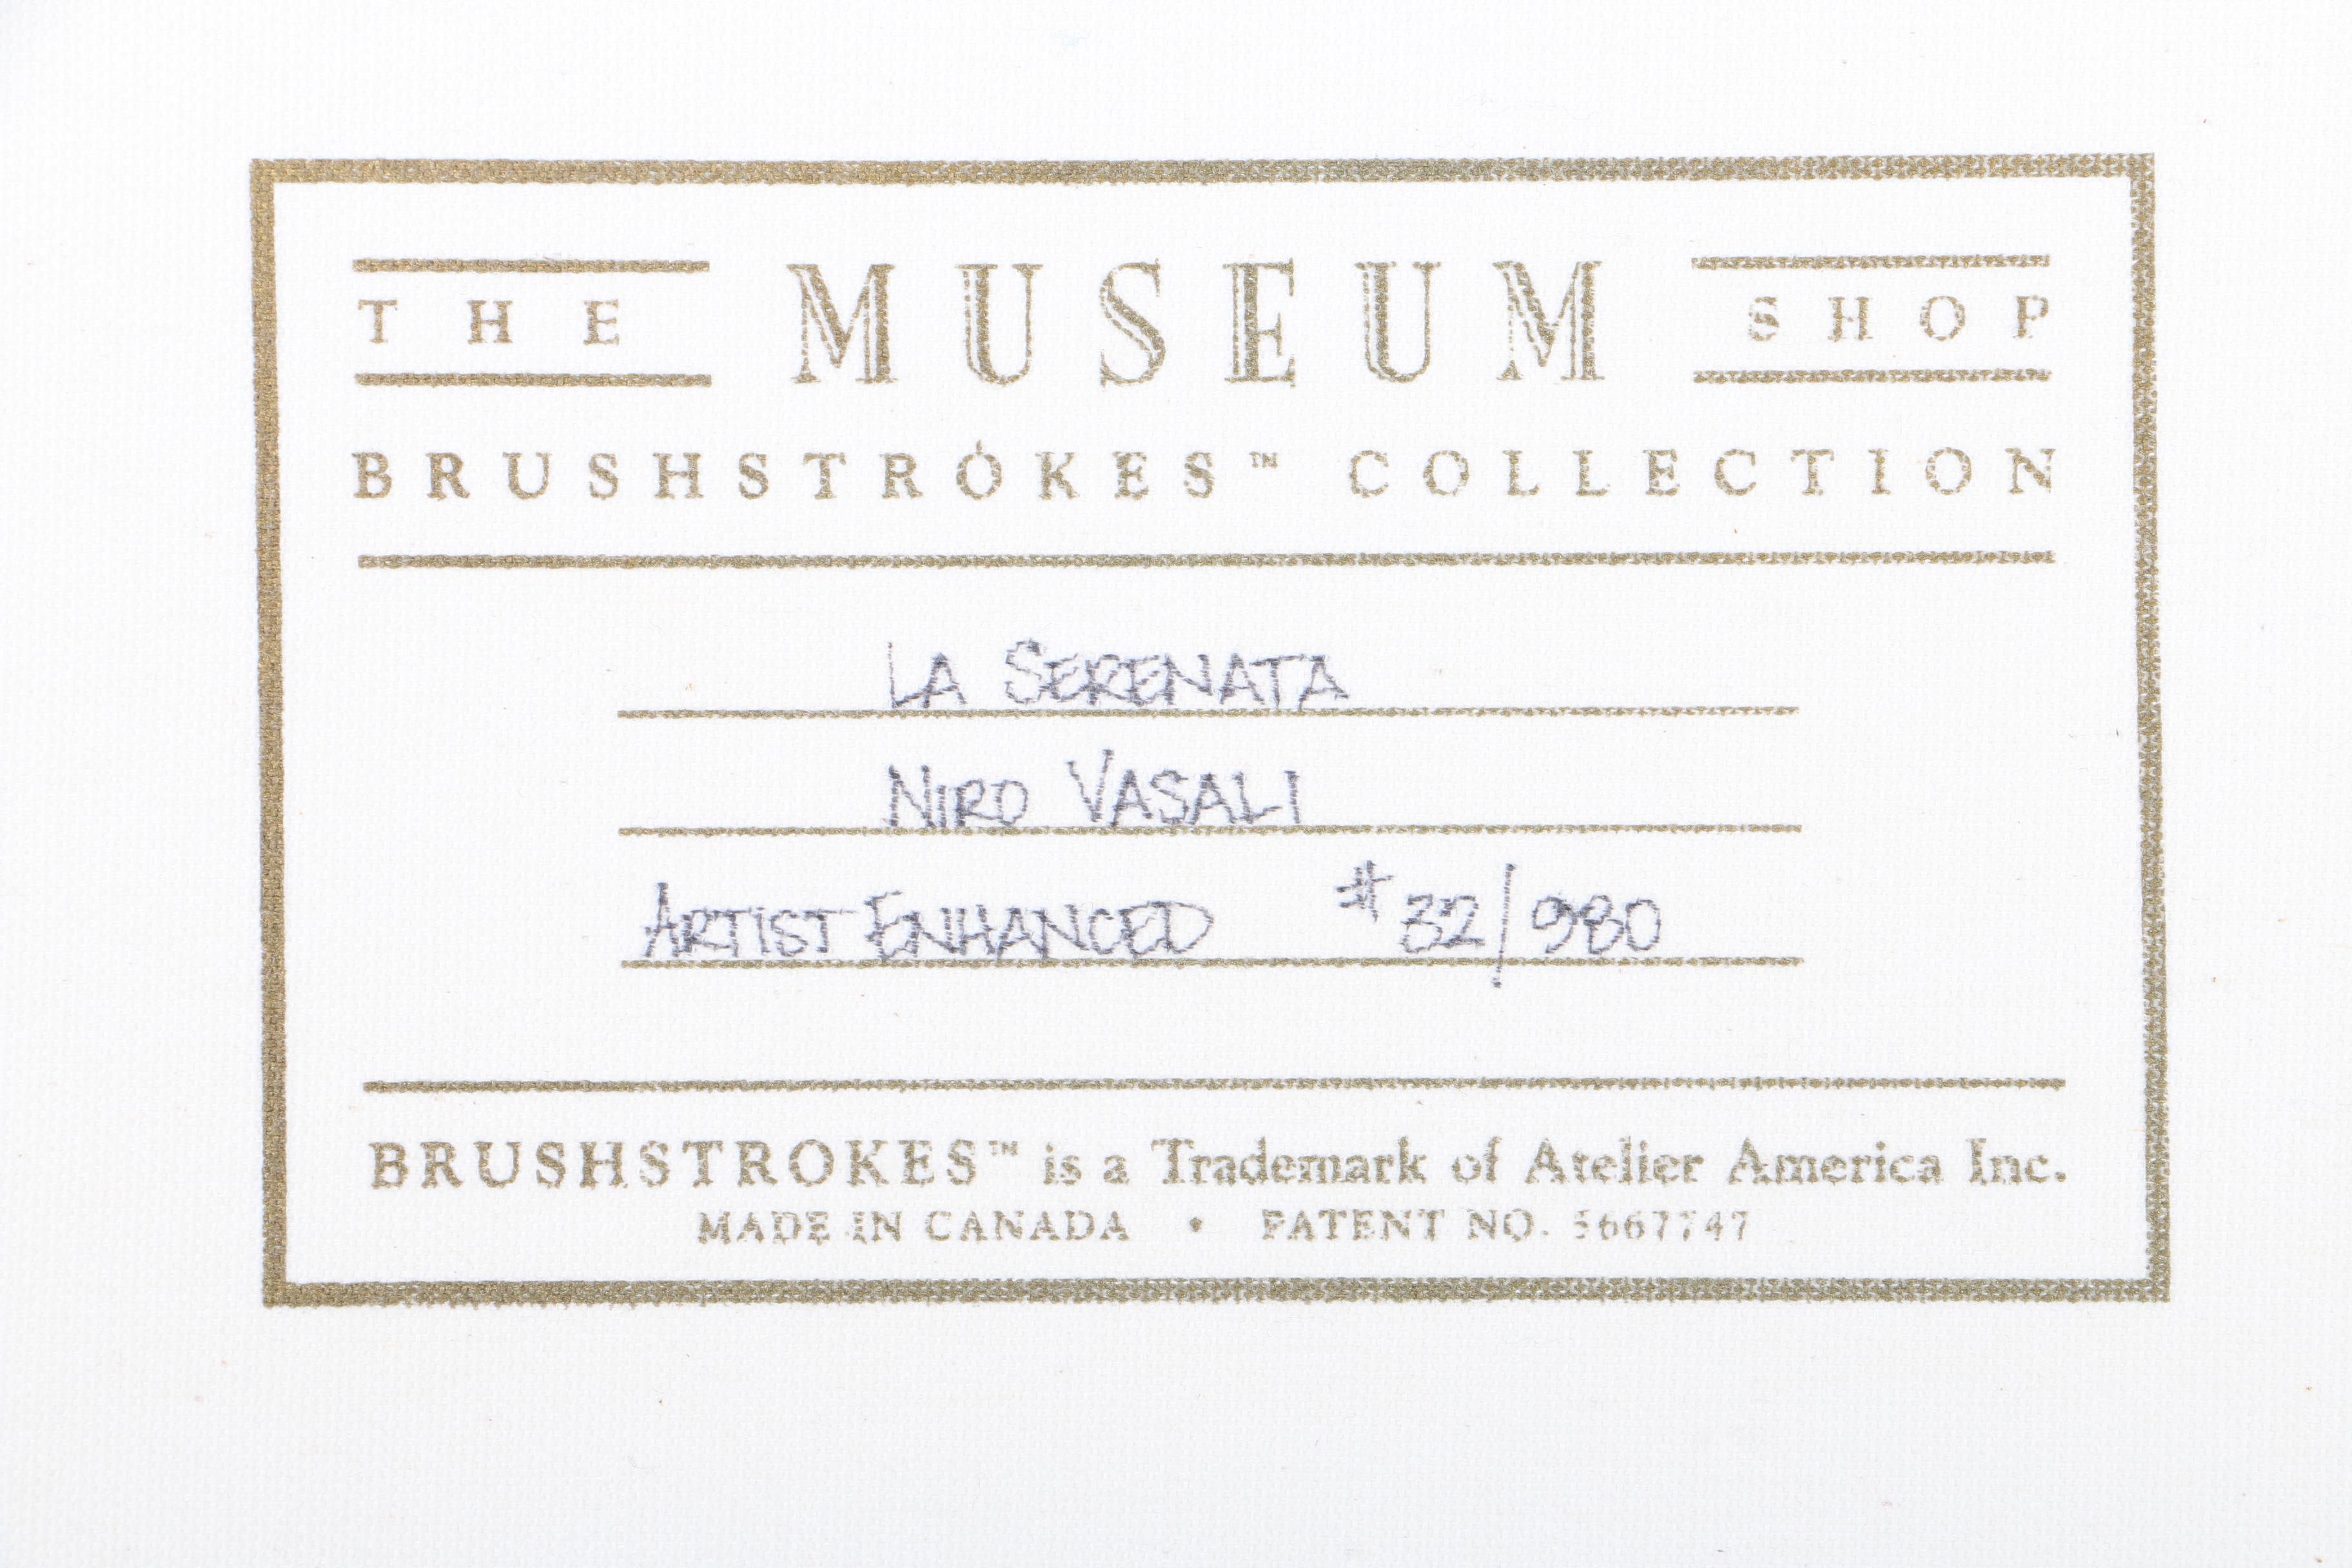 THE MUSEUM SHOP
BRUSHSTROKES™ COLLECTION
LA SERENATA
NIRO VASALI
ARTIST ENHANCED #32/980
BRUSHSTROKES™ is a Trademark of Atelier America Inc.
MADE IN CANADA • PATENT NO. 5667747